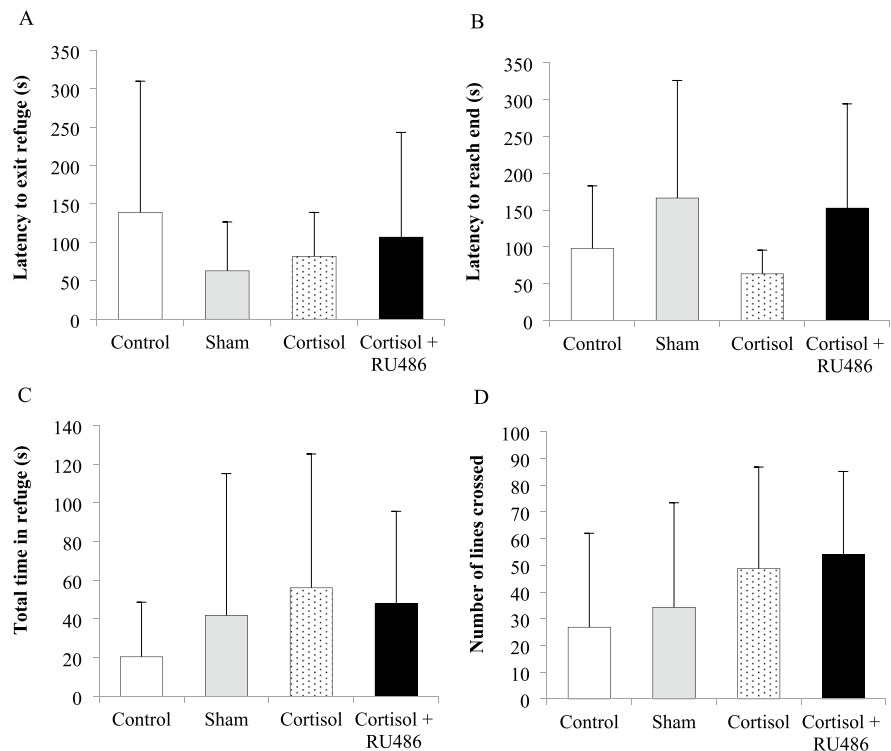 A
Latency to exit refuge (s)
350
300
250
200
150
100
50
0
Control
Sham
Cortisol
Cortisol +
RU486
B
Latency to reach end (s)
350
300
250
200
150
100
50
0
Control
Sham
Cortisol
Cortisol +
RU486
C
Total time in refuge (s)
140
120
100
80
60
40
20
0
Control
Sham
Cortisol
Cortisol +
RU486
D
Number of lines crossed
100
90
80
70
60
50
40
30
20
10
0
Control
Sham
Cortisol
Cortisol +
RU486